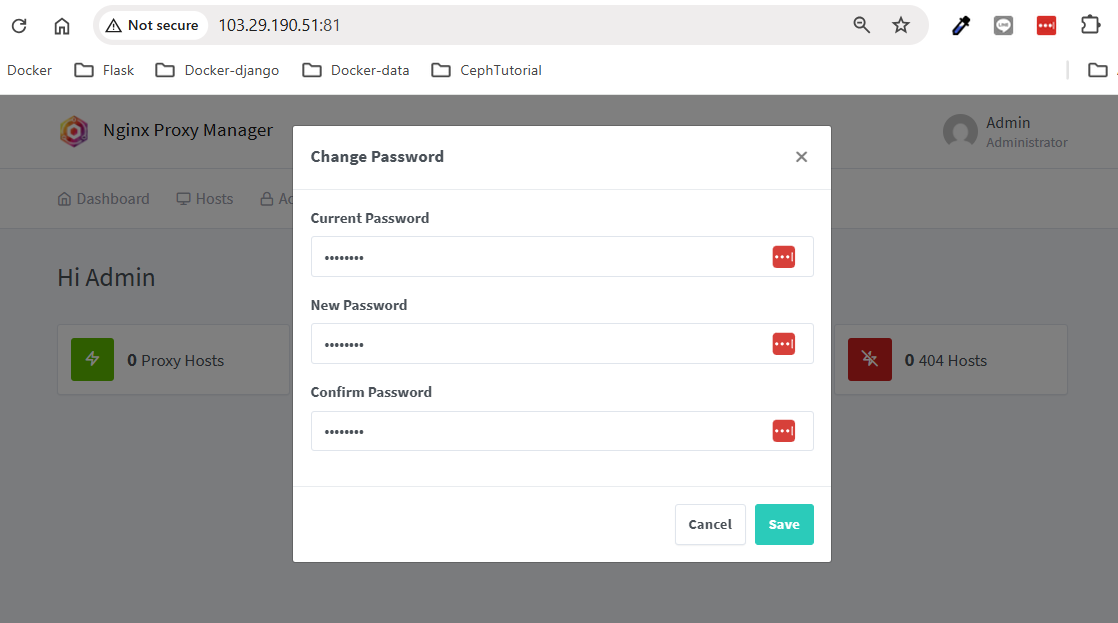 Not secure 103.29.190.51:81
Docker Flask Docker-django Docker-data CephTutorial
Nginx Proxy Manager
Admin
Administrator
Change Password
Dashboard Hosts
Current Password
••••••••
Hi Admin
New Password
••••••••
0 Proxy Hosts
0 404 Hosts
Confirm Password
••••••••
Cancel Save